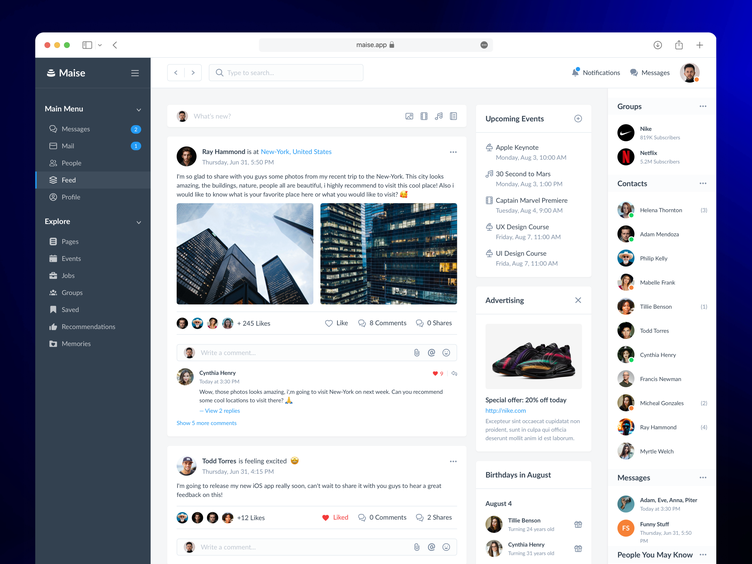 maise.app
Maise
Type to search...
Notifications
Messages
Main Menu
Messages
2
Mail
1
People
Feed
Profile
Explore
Pages
Events
Jobs
Groups
Saved
Recommendations
Memories
What's new?
Ray Hammond is at New-York, United States
Thursday, Jun 31, 5:50 PM
I'm so glad to share with you guys some photos from my recent trip to the New-York. This city looks
amazing, the buildings, nature, people all are beautiful, i highly recommend to visit this cool place! Also i
would like to know what is your favorite place here or what you would like to visit? 🥰
+ 245 Likes
Like
8 Comments
0 Shares
Write a comment...
Cynthia Henry
9
Today at 3:30 PM
Wow, those photos looks amazing. I,m going to visit New-York on next week. Can you recommend
some cool locations to visit there? 🙏
— View 2 replies
Show 5 more comments
Todd Torres is feeling excited 🤩
Thursday, Jun 31, 4:15 PM
I'm going to release my new iOS app really soon, can't wait to share it with you guys to hear a great
feedback on this!
+12 Likes
Liked
0 Comments
2 Shares
Write a comment...
Upcoming Events
Apple Keynote
Monday, Aug 3, 10:00 AM
30 Second to Mars
Monday, Aug 3, 1:00 PM
Captain Marvel Premiere
Tuesday, Aug 4, 9:00 AM
UX Design Course
Friday, Aug 7, 11:00 AM
UI Design Course
Frida, Aug 7, 11:00 AM
Advertising
Special offer: 20% off today
http://nike.com
Excepteur sint occaecat cupidatat non
proident, sunt in culpa qui officia
deserunt mollit anim id est laborum.
Birthdays in August
August 4
Tillie Benson
Turning 24 years old
Cynthia Henry
Turning 31 years old
Groups
Nike
819K Subscribers
Netflix
5.2M Subscribers
Contacts
Helena Thornton
(3)
Adam Mendoza
Philip Kelly
Mabelle Frank
Tillie Benson
(1)
Todd Torres
Cynthia Henry
Francis Newman
Micheal Gonzales
(2)
Ray Hammond
(4)
Myrtle Welch
Messages
Adam, Eve, Anna, Piter
Today at 3:30 PM
FS
Funny Stuff
Thursday, Jun 31, 5:50
PM
People You May Know